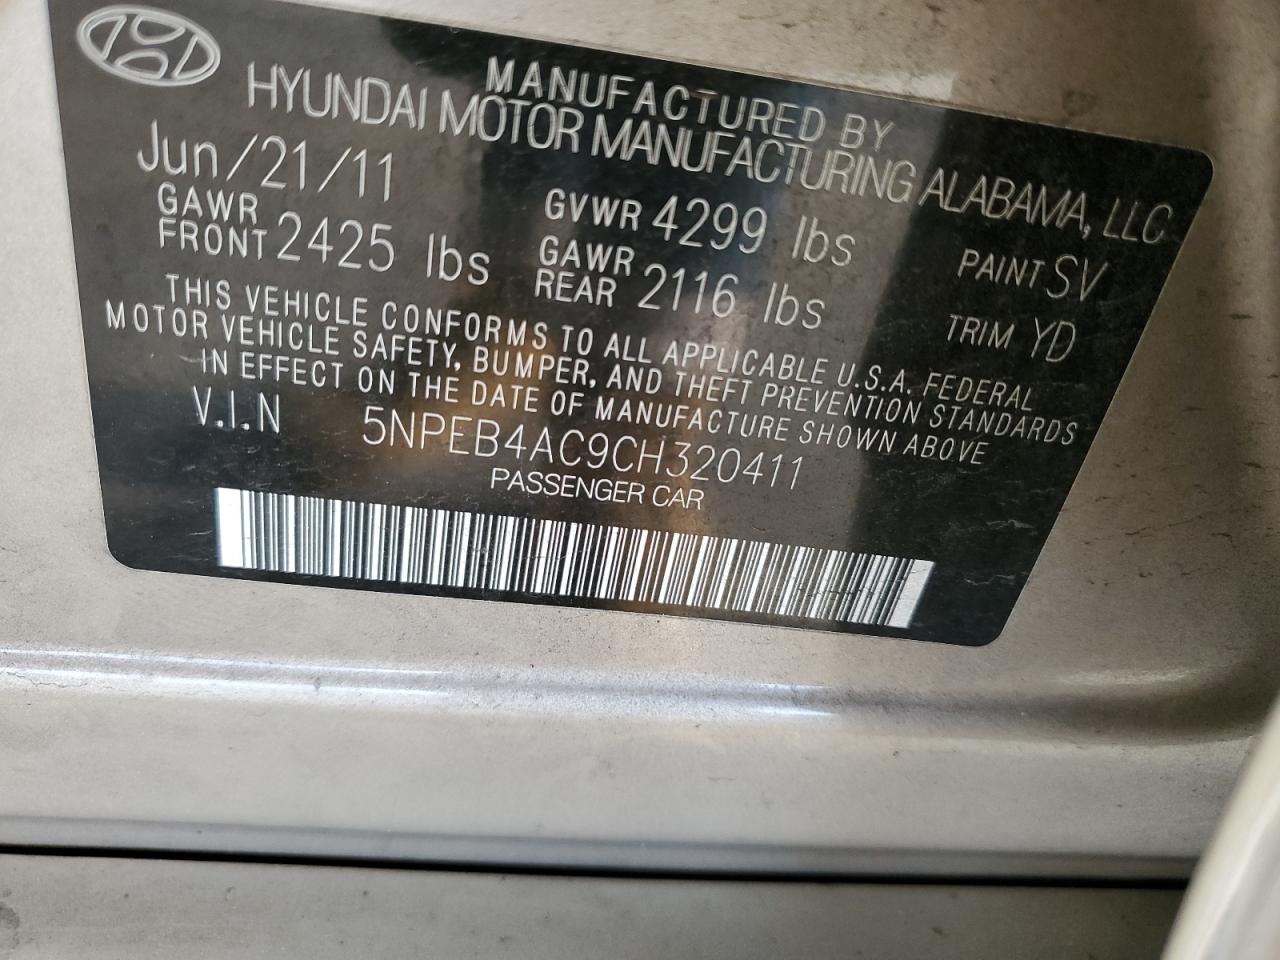 MANUFACTURED BY
HYUNDAI MOTOR MANUFACTURING ALABAMA, LLC
Jun/21/11 GVWR 4299 lbs PAINT SV
GAWR FRONT 2425 lbs GAWR REAR 2116 lbs TRIM YD
THIS VEHICLE CONFORMS TO ALL APPLICABLE U.S.A. FEDERAL
MOTOR VEHICLE SAFETY, BUMPER, AND THEFT PREVENTION STANDARDS
IN EFFECT ON THE DATE OF MANUFACTURE SHOWN ABOVE
V.I.N 5NPEB4AC9CH320411
PASSENGER CAR